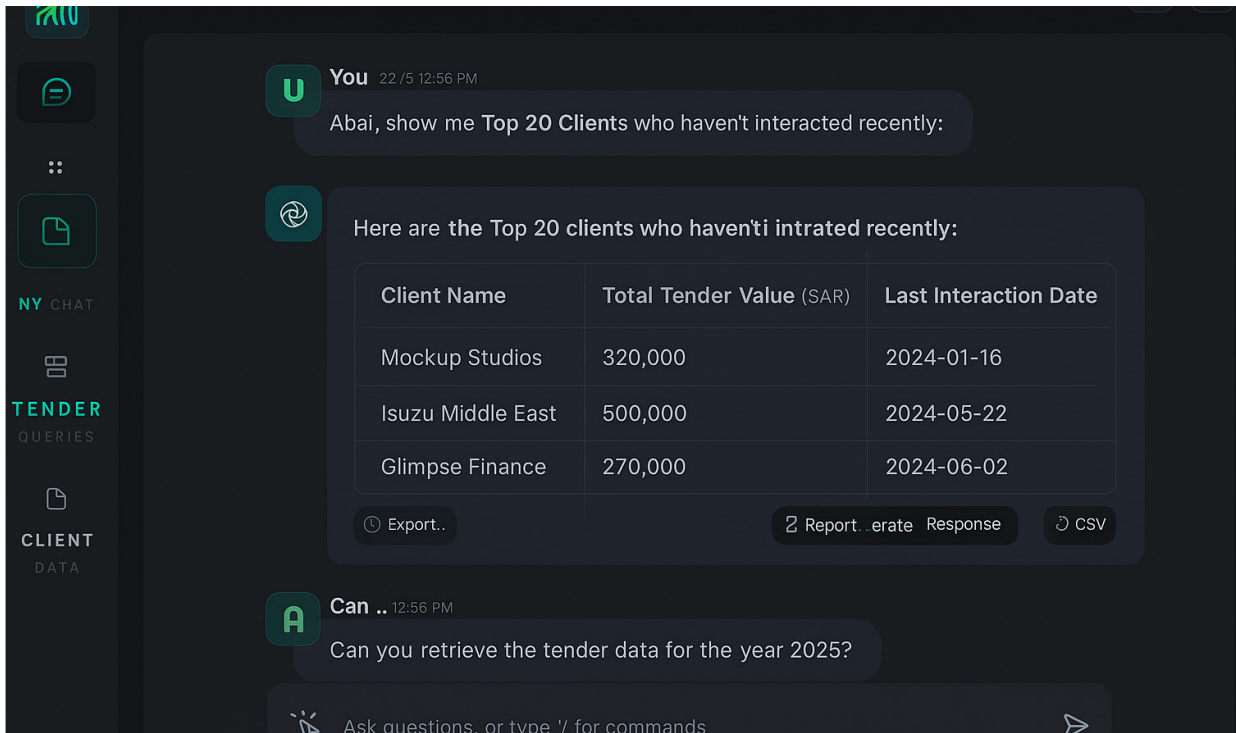 You 22/5 12:56 PM
U
Abai, show me Top 20 Clients who haven't interacted recently:
Here are the Top 20 clients who haven'ti intrated recently:
Client Name Total Tender Value (SAR) Last Interaction Date
Mockup Studios 320,000 2024-01-16
Isuzu Middle East 500,000 2024-05-22
Glimpse Finance 270,000 2024-06-02
Export.. Report. .erate Response CSV
Can .. 12:56 PM
A
Can you retrieve the tender data for the year 2025?
Ask questions, or type '/ for commands
NY CHAT
TENDER
QUERIES
CLIENT
DATA